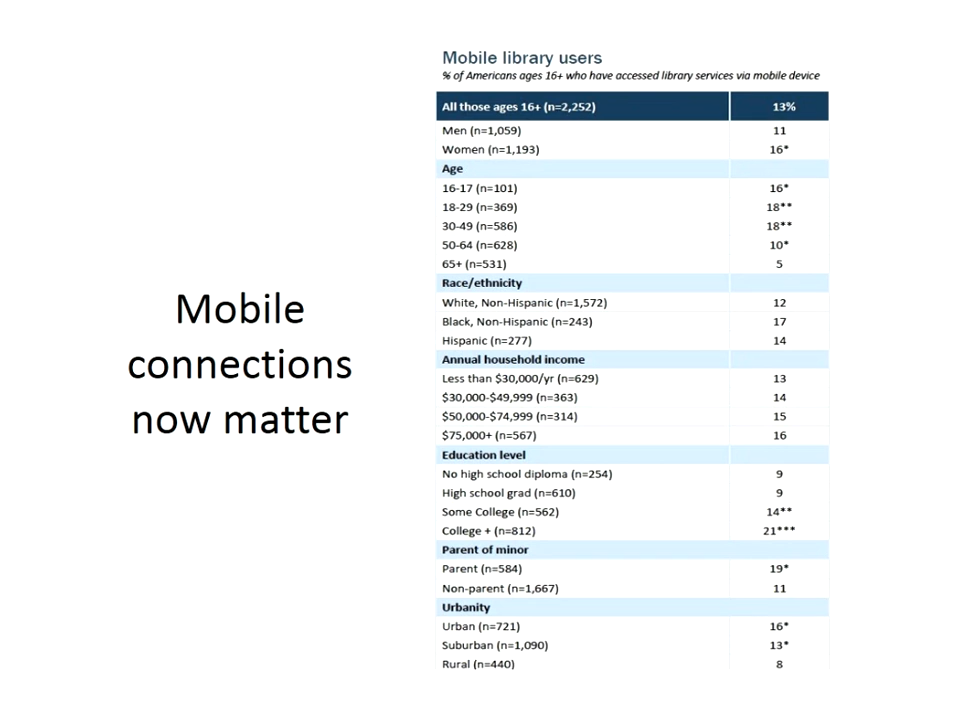 Mobile
connections
now matter
Mobile library users
% of Americans ages 16+ who have accessed library services via mobile device
All those ages 16+ (n=2,252) 13%
Men (n=1,059) 11
Women (n=1,193) 16*
Age
16-17 (n=101) 16*
18-29 (n=369) 18**
30-49 (n=586) 18**
50-64 (n=628) 10*
65+ (n=531) 5
Race/ethnicity
White, Non-Hispanic (n=1,572) 12
Black, Non-Hispanic (n=243) 17
Hispanic (n=277) 14
Annual household income
Less than $30,000/yr (n=629) 13
$30,000-$49,999 (n=363) 14
$50,000-$74,999 (n=314) 15
$75,000+ (n=567) 16
Education level
No high school diploma (n=254) 9
High school grad (n=610) 9
Some College (n=562) 14**
College + (n=812) 21***
Parent of minor
Parent (n=584) 19*
Non-parent (n=1,667) 11
Urbanity
Urban (n=721) 16*
Suburban (n=1,090) 13*
Rural (n=440) 8